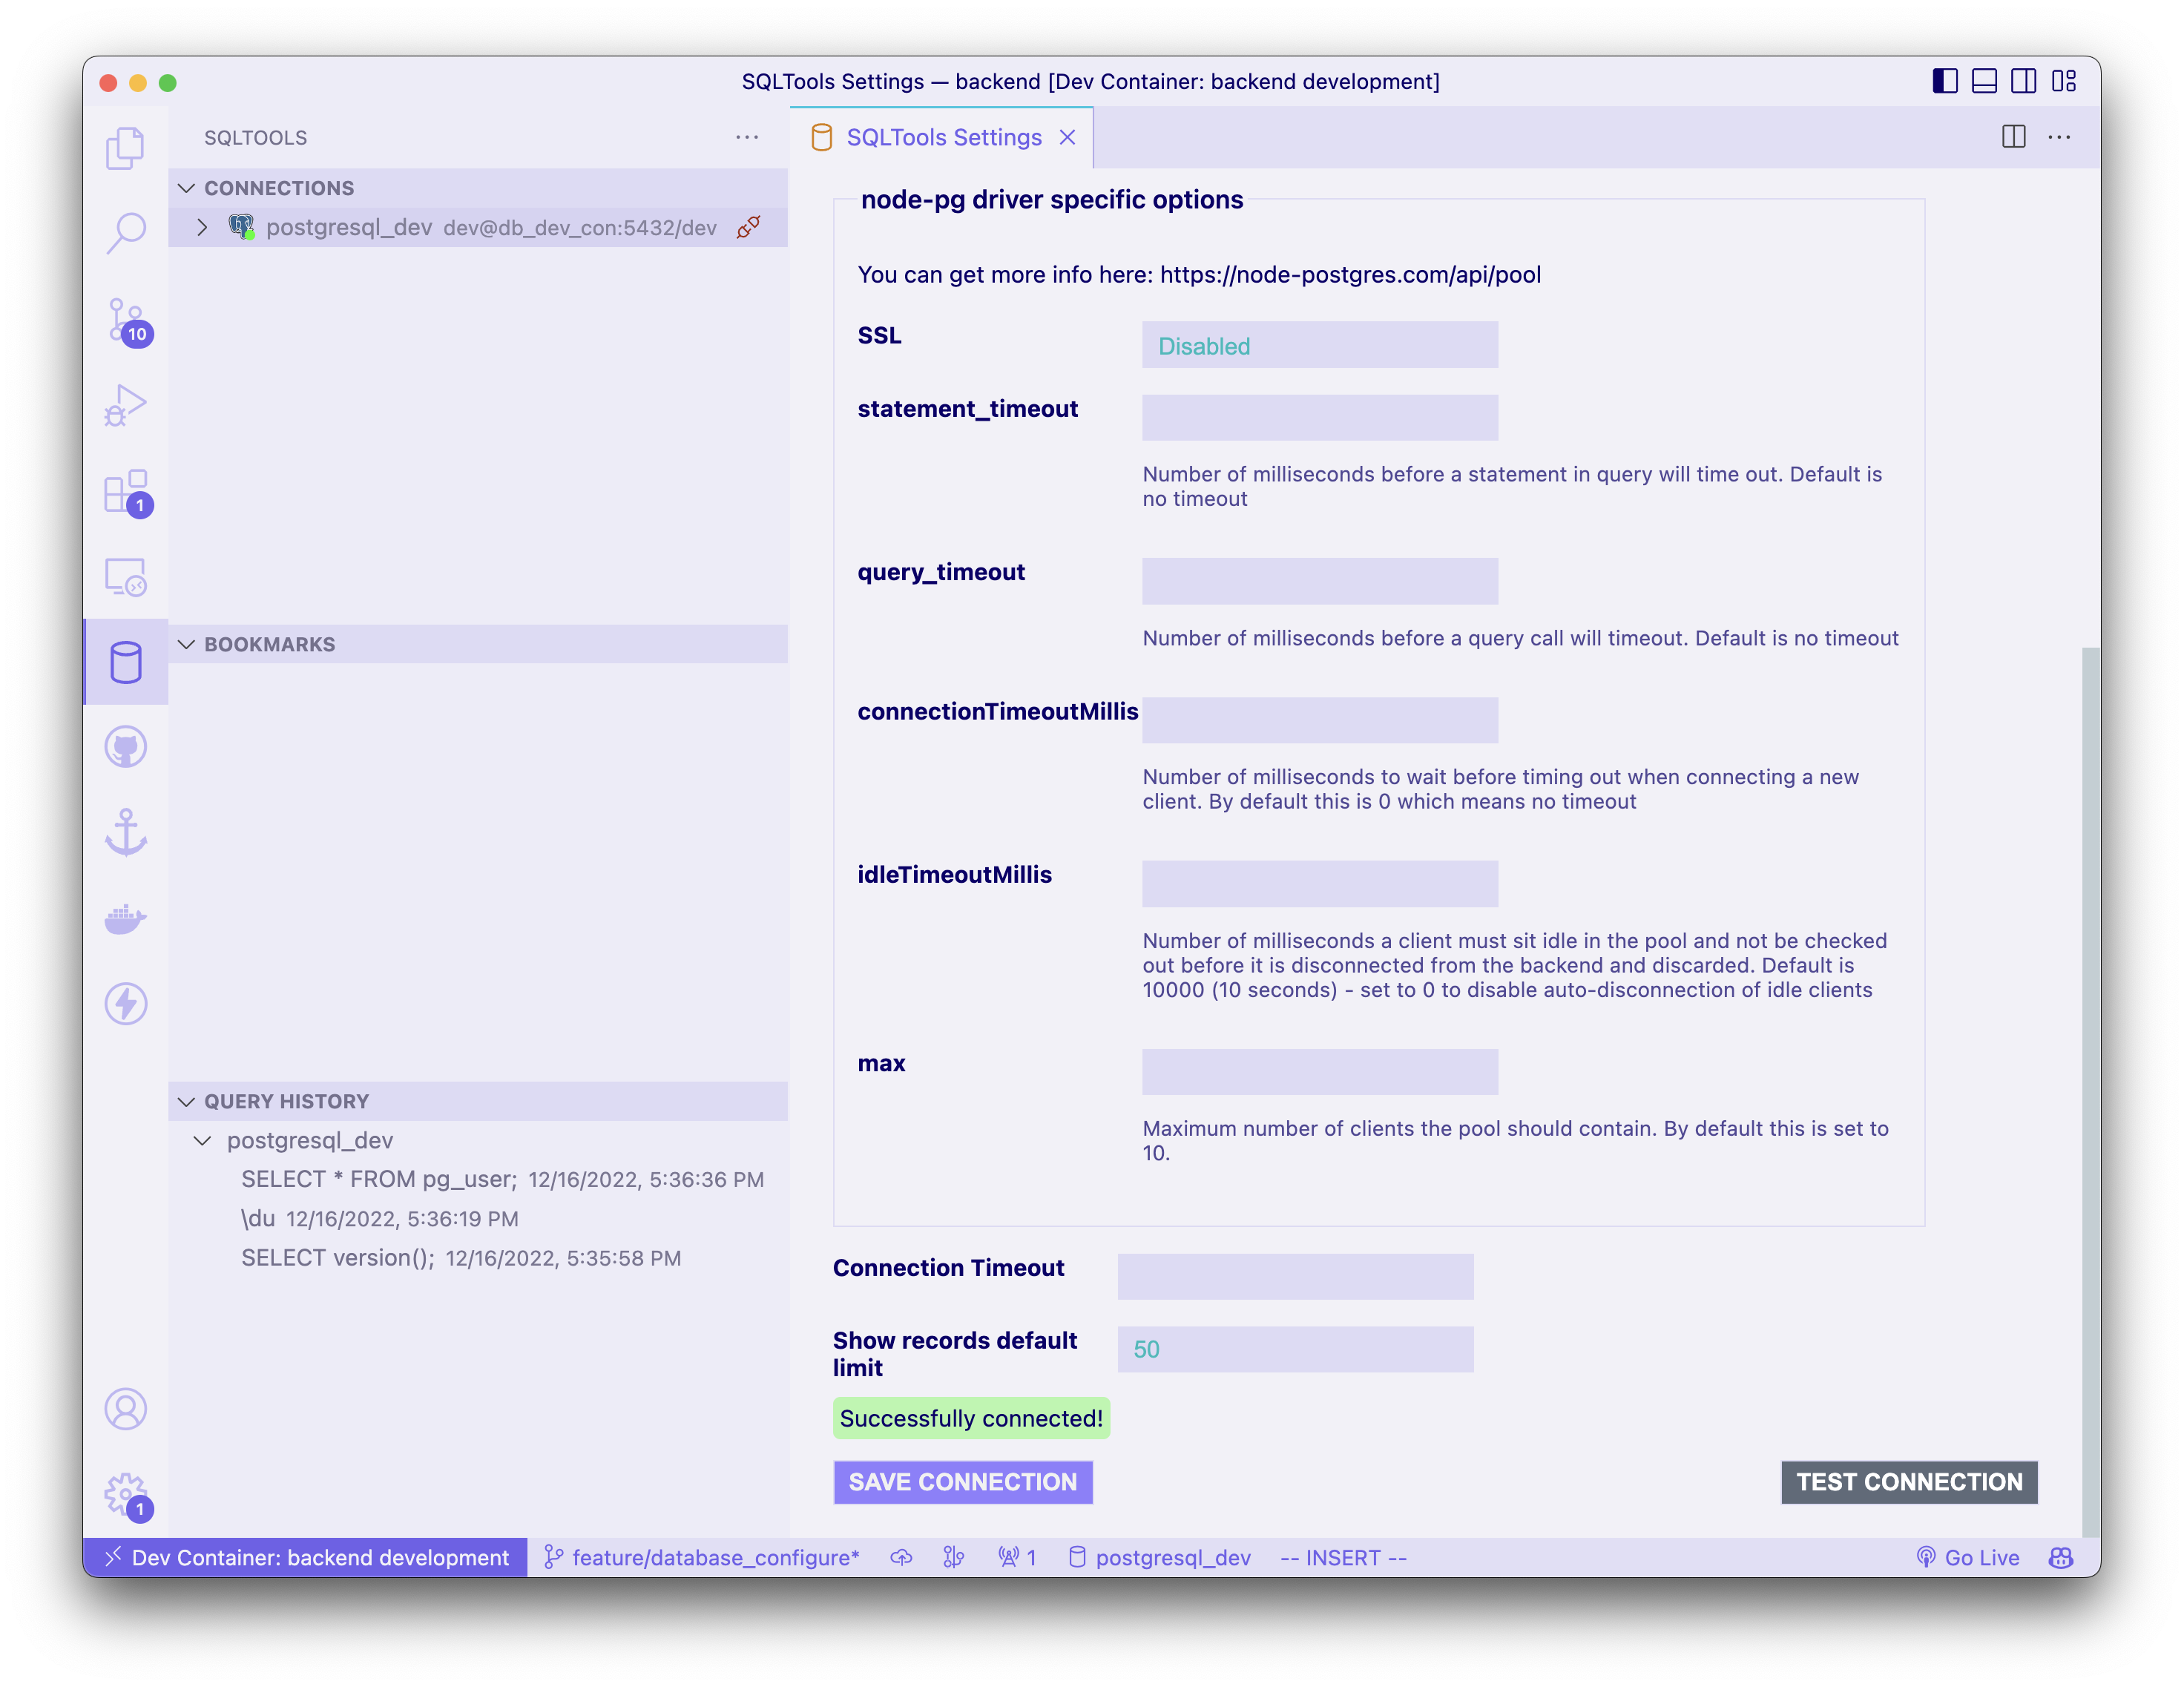 SQLTools Settings — backend [Dev Container: backend development]
SQLTOOLS
CONNECTIONS
postgresql_dev dev@db_dev_con:5432/dev
10
1
BOOKMARKS
QUERY HISTORY
postgresql_dev
SELECT * FROM pg_user; 12/16/2022, 5:36:36 PM
\du 12/16/2022, 5:36:19 PM
SELECT version(); 12/16/2022, 5:35:58 PM
1
SQLTools Settings
node-pg driver specific options
You can get more info here: https://node-postgres.com/api/pool
SSL
Disabled
statement_timeout
Number of milliseconds before a statement in query will time out. Default is
no timeout
query_timeout
Number of milliseconds before a query call will timeout. Default is no timeout
connectionTimeoutMillis
Number of milliseconds to wait before timing out when connecting a new
client. By default this is 0 which means no timeout
idleTimeoutMillis
Number of milliseconds a client must sit idle in the pool and not be checked
out before it is disconnected from the backend and discarded. Default is
10000 (10 seconds) - set to 0 to disable auto-disconnection of idle clients
max
Maximum number of clients the pool should contain. By default this is set to
10.
Connection Timeout
Show records default
limit
50
Successfully connected!
SAVE CONNECTION
TEST CONNECTION
Dev Container: backend development
feature/database_configure*
1
postgresql_dev
-- INSERT --
Go Live